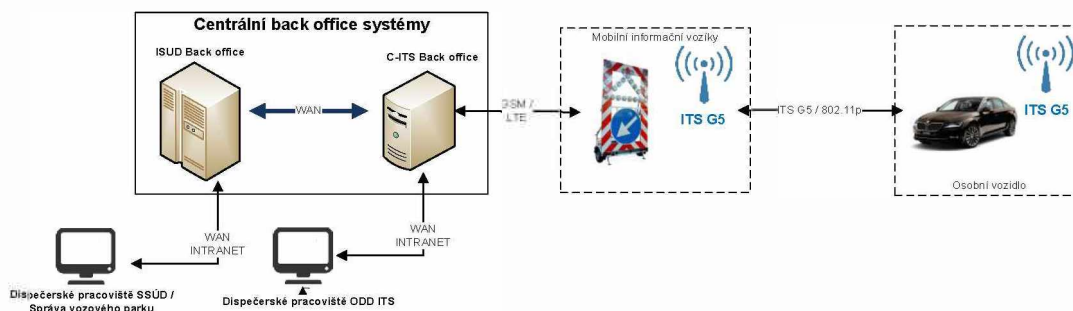 Centrální back office systémy
ISUD Back office
C-ITS Back office
WAN
GSM /
LTE
Mobilní informační vozíky
ITS G5
ITS G5 / 802.11p
ITS G5
Osobní vozidlo
WAN
INTRANET
WAN
INTRANET
Dispečerské pracoviště SSÚD /
Správa vozového parku
Dispečerské pracoviště ODD ITS